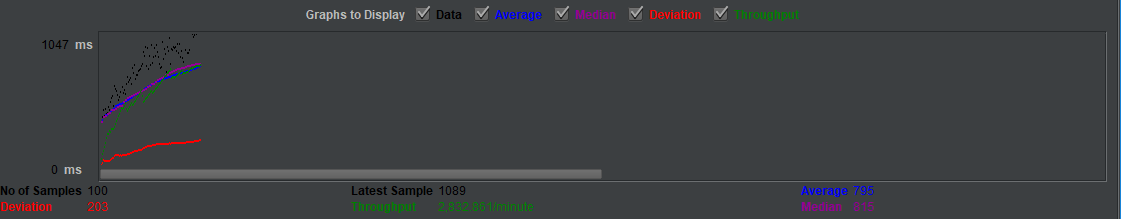 Graphs to Display Data Average Median Deviation Throughput
1047 ms
0 ms
No of Samples 100 Latest Sample 1089 Average 795
Deviation 203 Throughput 2,832.861/minute Median